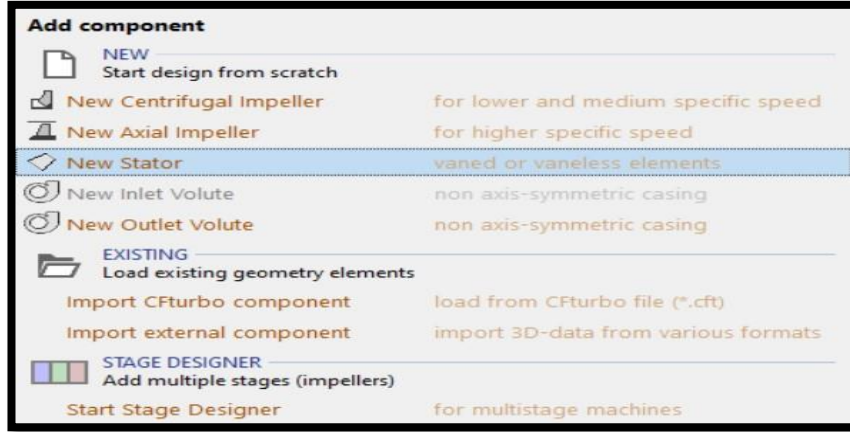 Add component
NEW
Start design from scratch
New Centrifugal Impeller for lower and medium specific speed
New Axial Impeller for higher specific speed
New Stator vaned or vaneless elements
New Inlet Volute non axis-symmetric casing
New Outlet Volute non axis-symmetric casing
EXISTING
Load existing geometry elements
Import CFturbo component load from CFturbo file (*.cft)
Import external component import 3D-data from various formats
STAGE DESIGNER
Add multiple stages (impellers)
Start Stage Designer for multistage machines